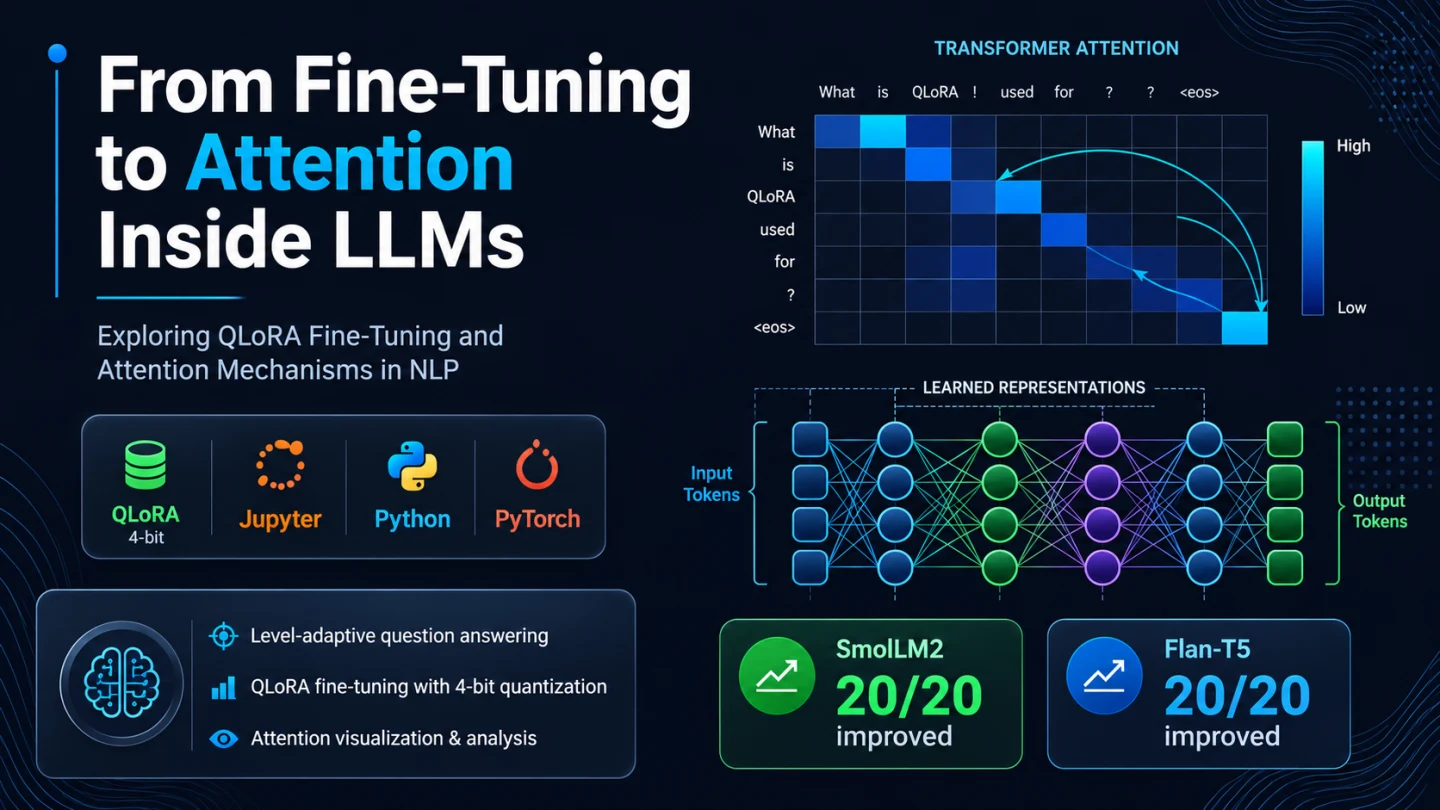 From Fine-Tuning
to Attention
Inside LLMs
Exploring QLoRA Fine-Tuning and
Attention Mechanisms in NLP
QLoRA
4-bit
Jupyter
Python
PyTorch
Level-adaptive question answering
QLoRA fine-tuning with 4-bit quantization
Attention visualization & analysis
TRANSFORMER ATTENTION
What is QLoRA ! used for ? ? <eos>
What
is
QLoRA
used
for
?
<eos>
High
Low
LEARNED REPRESENTATIONS
Input
Tokens
Output
Tokens
SmolLM2
20/20
improved
Flan-T5
20/20
improved